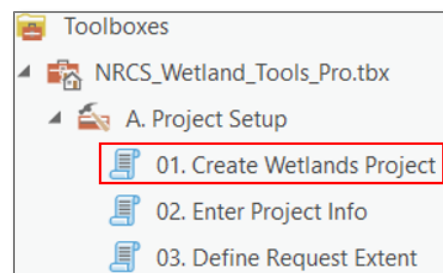 Toolboxes
NRCS_Wetland_Tools_Pro.tbx
A. Project Setup
01. Create Wetlands Project
02. Enter Project Info
03. Define Request Extent